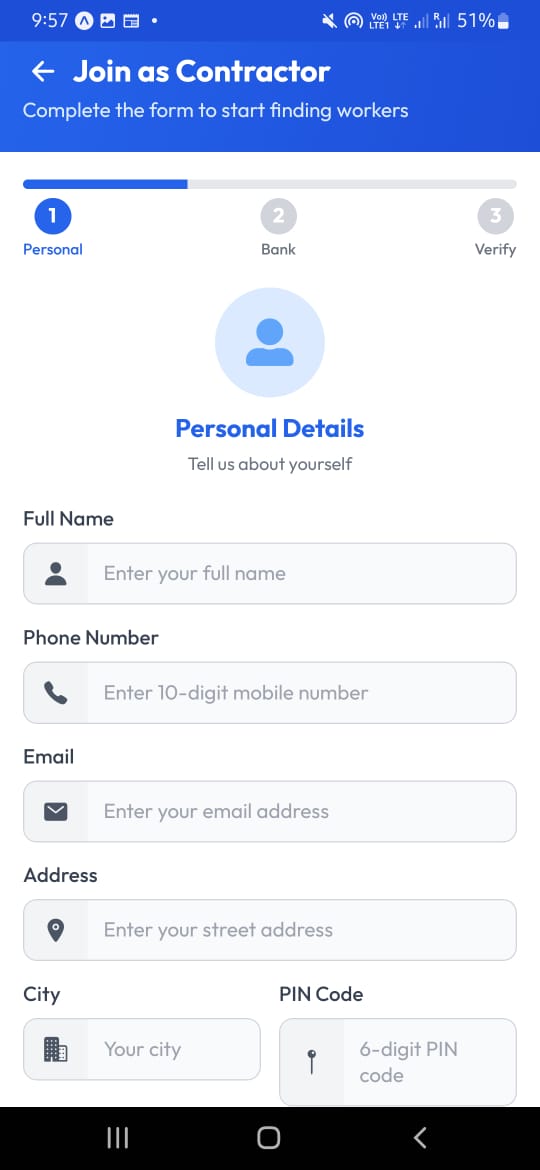 9:57 Vo)) LTE LTE1 R 51%
Join as Contractor
Complete the form to start finding workers
1 2 3
Personal Bank Verify
Personal Details
Tell us about yourself
Full Name
Enter your full name
Phone Number
Enter 10-digit mobile number
Email
Enter your email address
Address
Enter your street address
City PIN Code
Your city 6-digit PIN
code